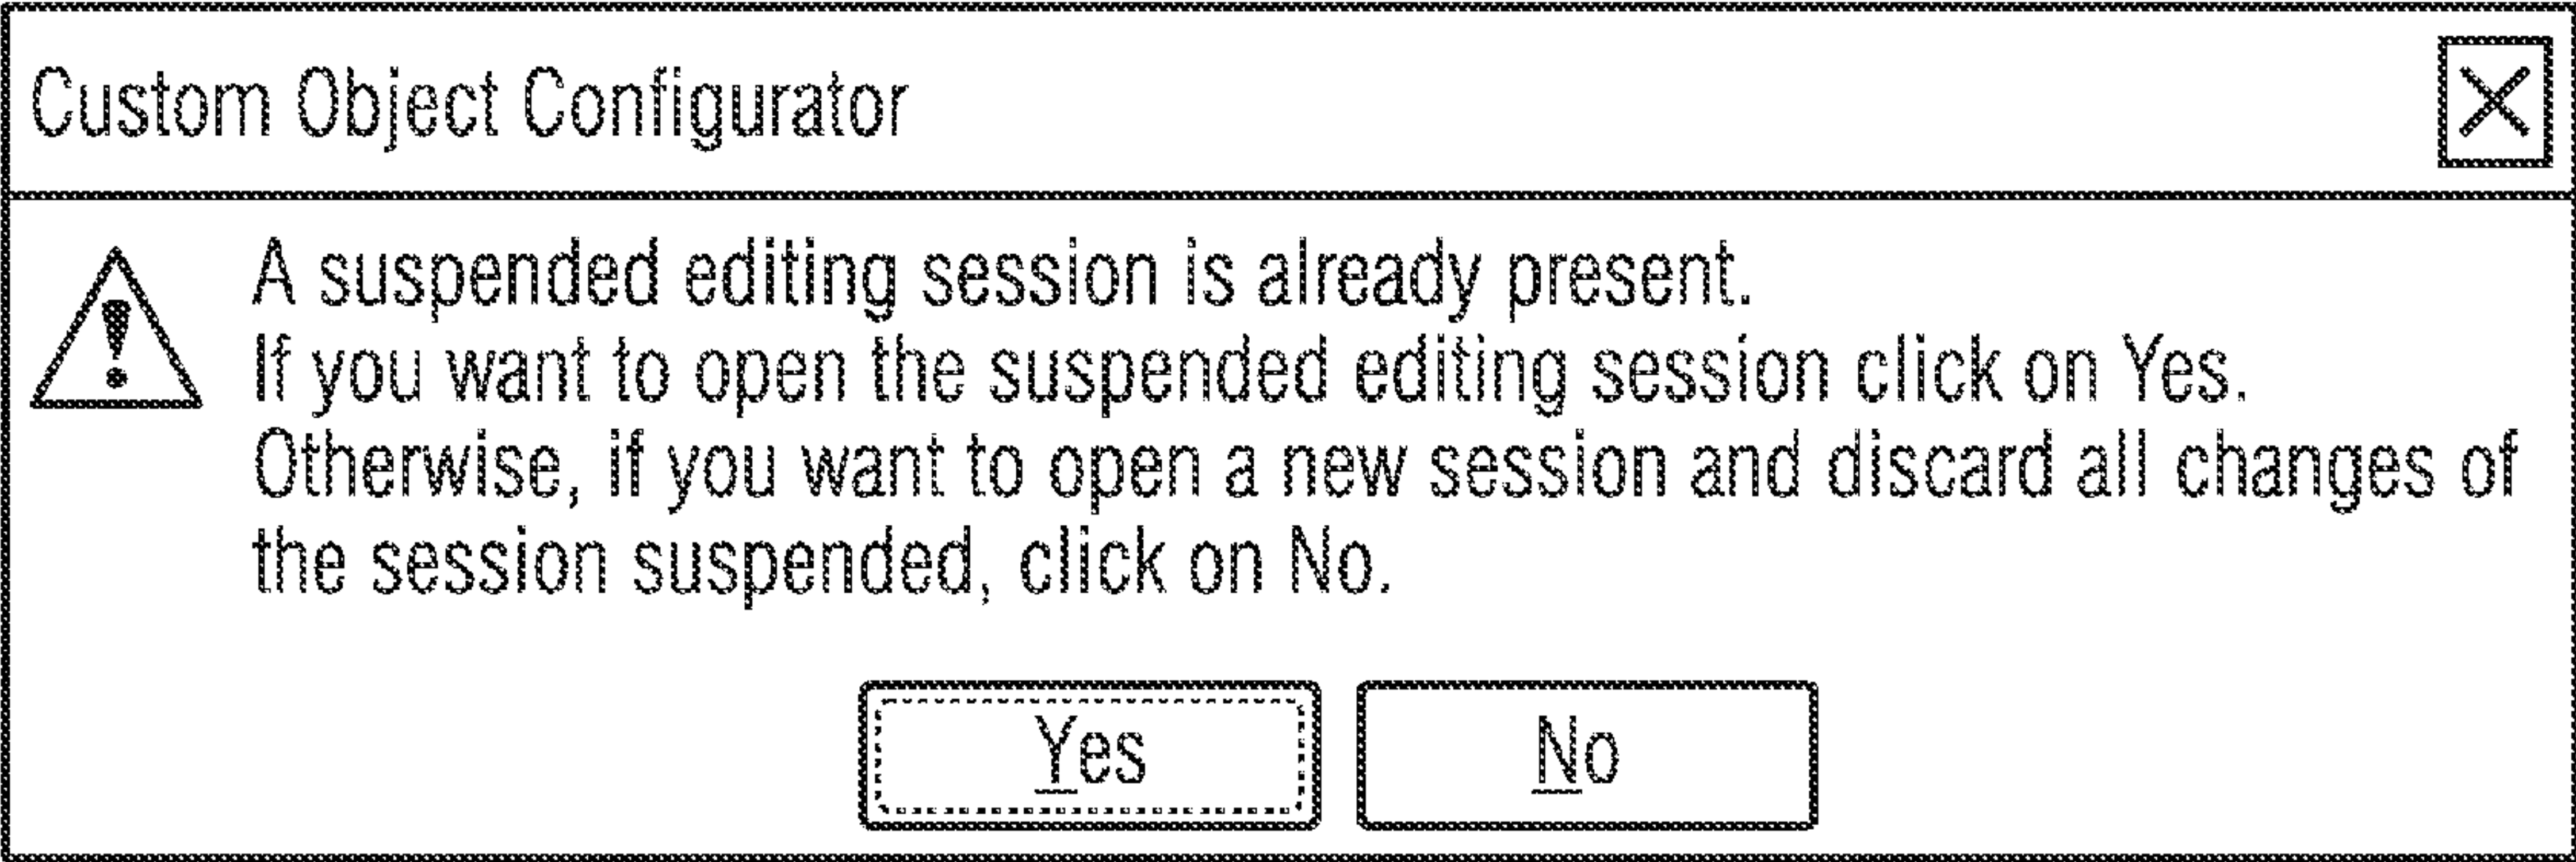 Custom Object Configurator
A suspended editing session is already present.
If you want to open the suspended editing session click on Yes.
Otherwise, if you want to open a new session and discard all changes of
the session suspended, click on No.
Yes No